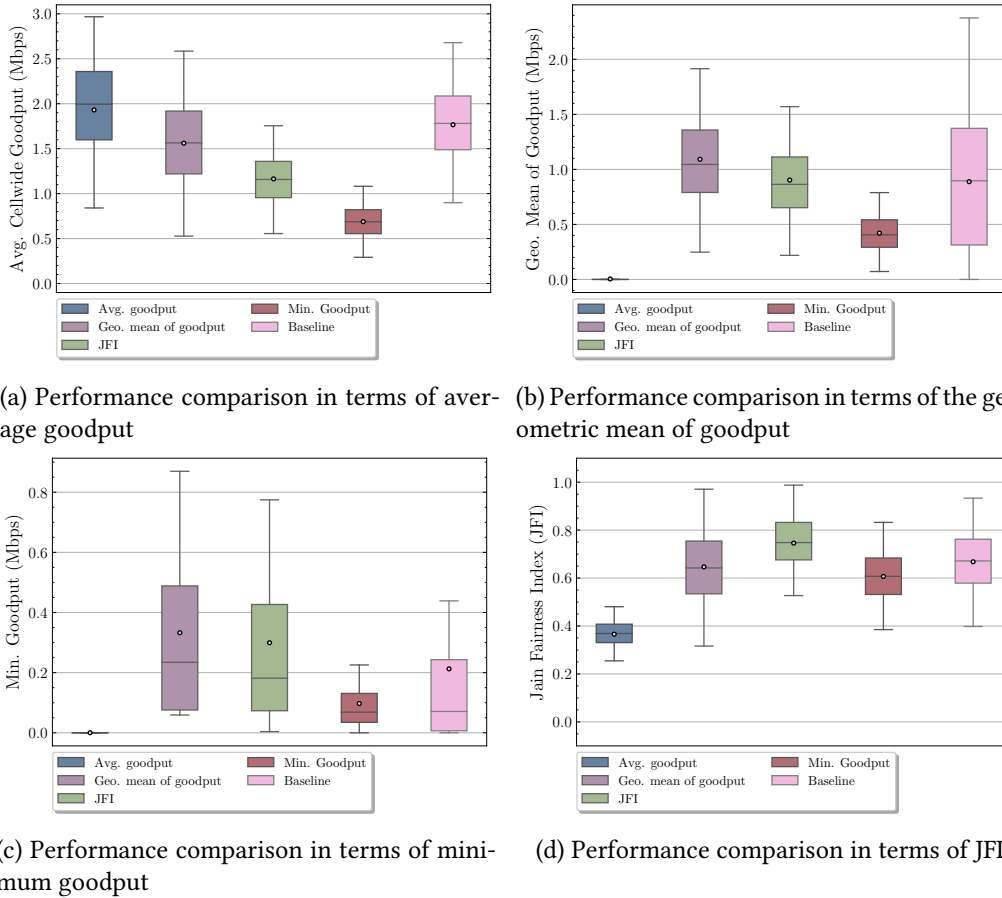 3.0
2.5
2.0
1.5
1.0
0.5
0.0
Avg. Cellwide Goodput (Mbps)
Avg. goodput
Geo. mean of goodput
JFI
Min. Goodput
Baseline
2.0
1.5
1.0
0.5
0.0
Geo. Mean of Goodput (Mbps)
Avg. goodput
Geo. mean of goodput
JFI
Min. Goodput
Baseline
(a) Performance comparison in terms of aver-
age goodput
(b) Performance comparison in terms of the ge
ometric mean of goodput
0.8
0.6
0.4
0.2
0.0
Min. Goodput (Mbps)
Avg. goodput
Geo. mean of goodput
JFI
Min. Goodput
Baseline
1.0
0.8
0.6
0.4
0.2
0.0
Jain Fairness Index (JFI)
Avg. goodput
Geo. mean of goodput
JFI
Min. Goodput
Baseline
(c) Performance comparison in terms of mini-
mum goodput
(d) Performance comparison in terms of JFI